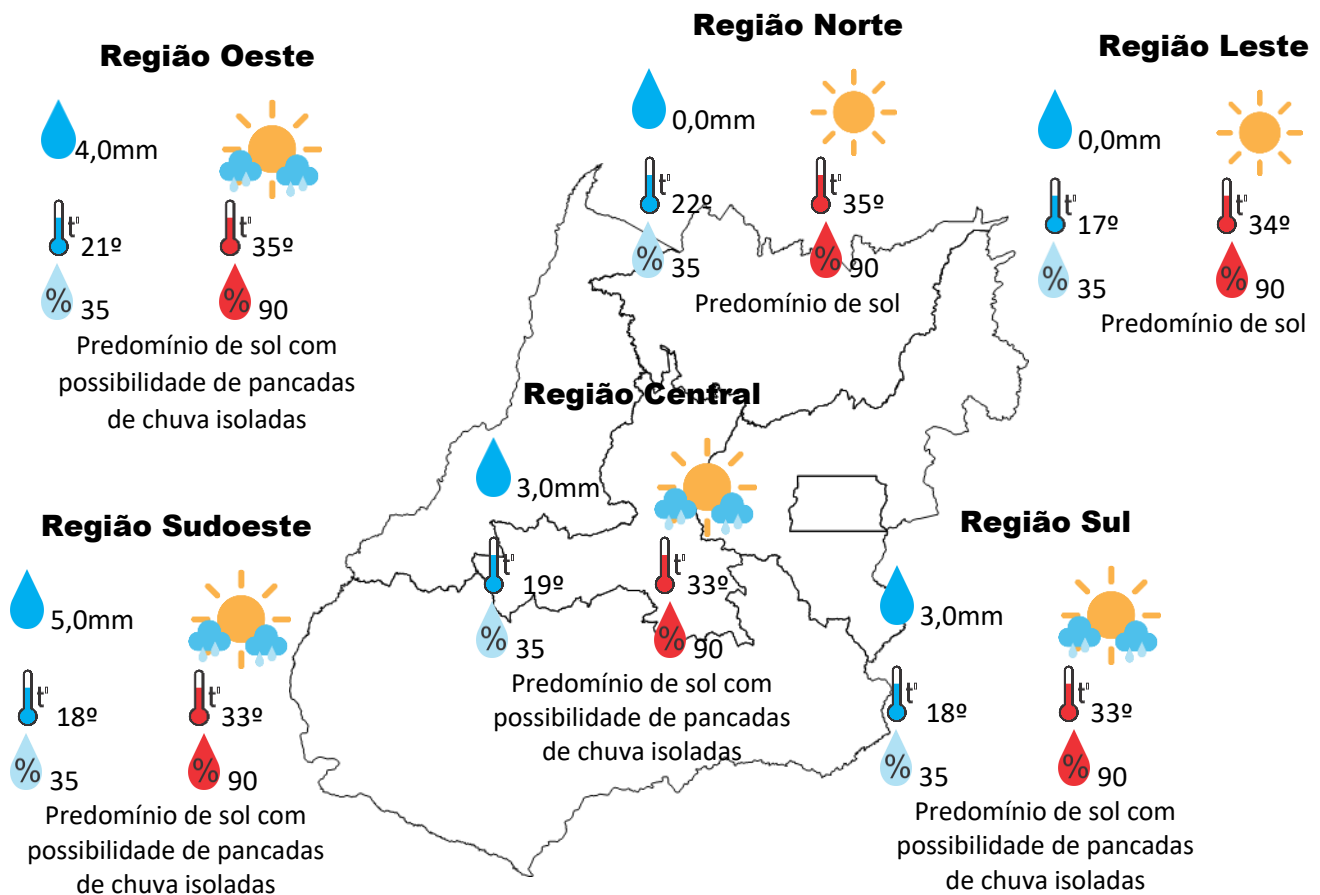 Região Oeste
4,0mm
t°
21º
t°
35º
%
35
%
90
Predomínio de sol com
possibilidade de pancadas
de chuva isoladas
Região Norte
0,0mm
t°
22º
t°
35º
%
35
%
90
Predomínio de sol
Região Leste
0,0mm
t°
17º
t°
34º
%
35
%
90
Predomínio de sol
Região Central
3,0mm
t°
19º
t°
33º
%
35
%
90
Predomínio de sol com
possibilidade de pancadas
de chuva isoladas
Região Sudoeste
5,0mm
t°
18º
t°
33º
%
35
%
90
Predomínio de sol com
possibilidade de pancadas
de chuva isoladas
Região Sul
3,0mm
t°
18º
t°
33º
%
35
%
90
Predomínio de sol com
possibilidade de pancadas
de chuva isoladas